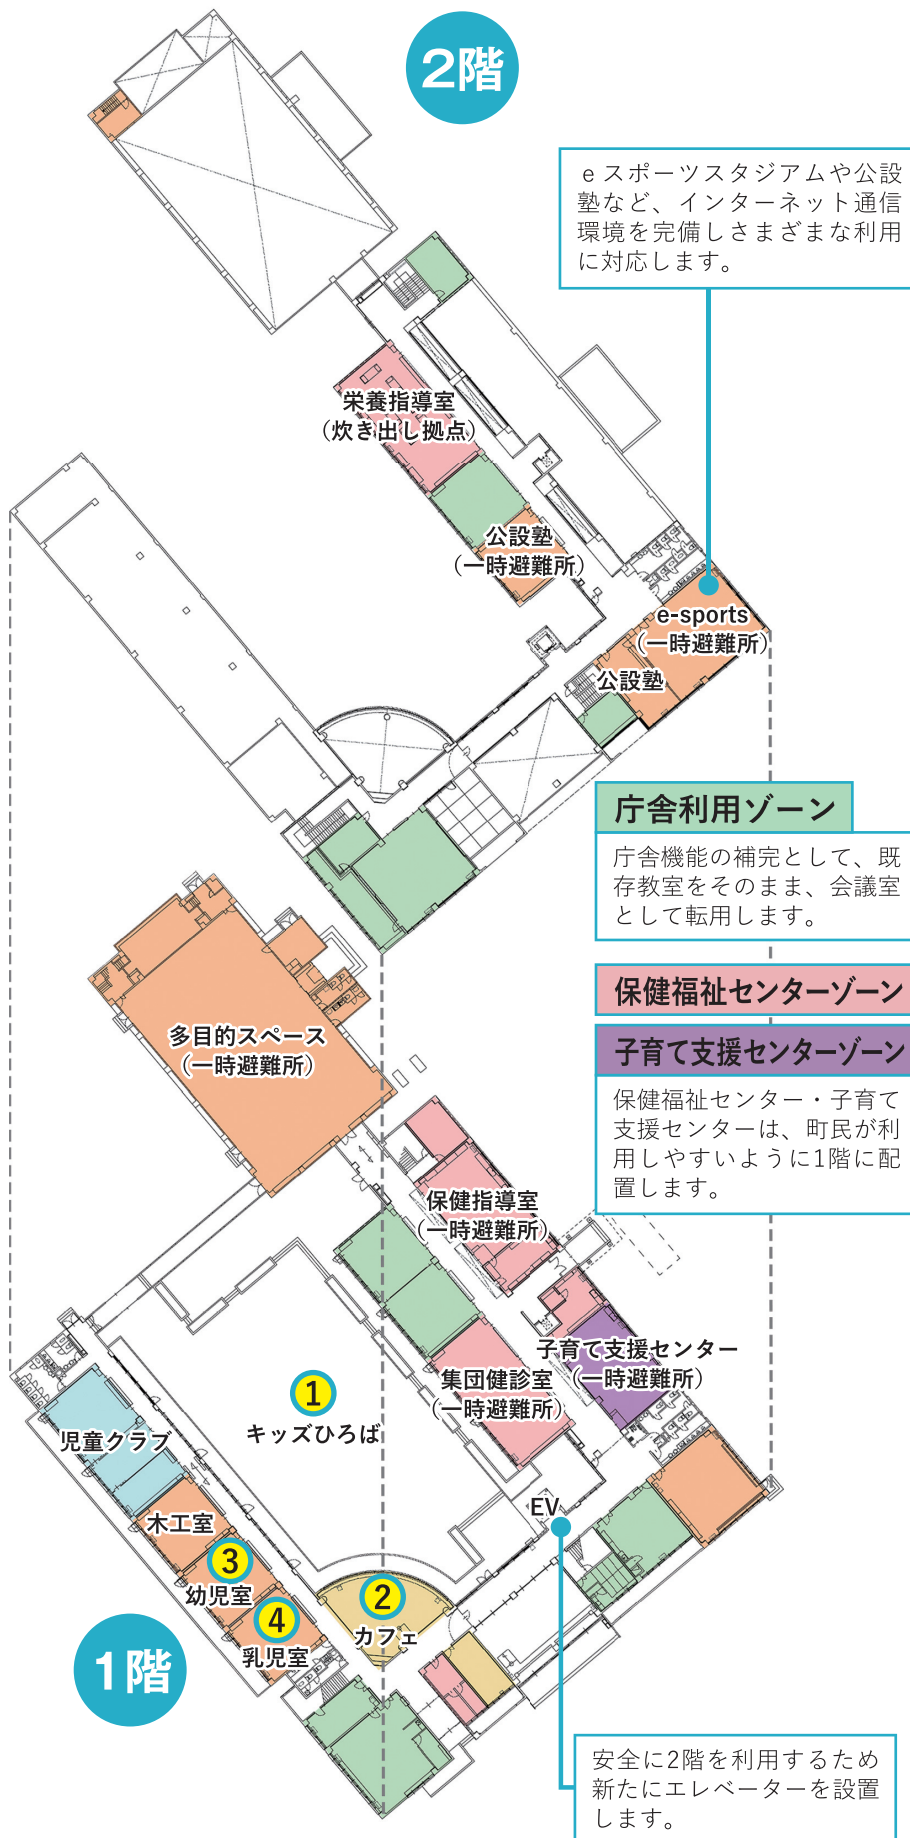 2階
eスポーツスタジアムや公設
塾など、インターネット通信
環境を完備しさまざまな利用
に対応します。
栄養指導室
（炊き出し拠点）
公設塾
（一時避難所）
e-sports
（一時避難所）
公設塾
庁舎利用ゾーン
庁舎機能の補完として、既
存教室をそのまま、会議室
として転用します。
保健福祉センターゾーン
子育て支援センターゾーン
保健福祉センター・子育て
支援センターは、町民が利
用しやすいように1階に配
置します。
多目的スペース
（一時避難所）
保健指導室
（一時避難所）
子育て支援センター
（一時避難所）
集団健診室
（一時避難所）
1
キッズひろば
児童クラブ
木工室
3
幼児室
4
乳児室
2
カフェ
EV
1階
安全に2階を利用するため
新たにエレベーターを設置
します。